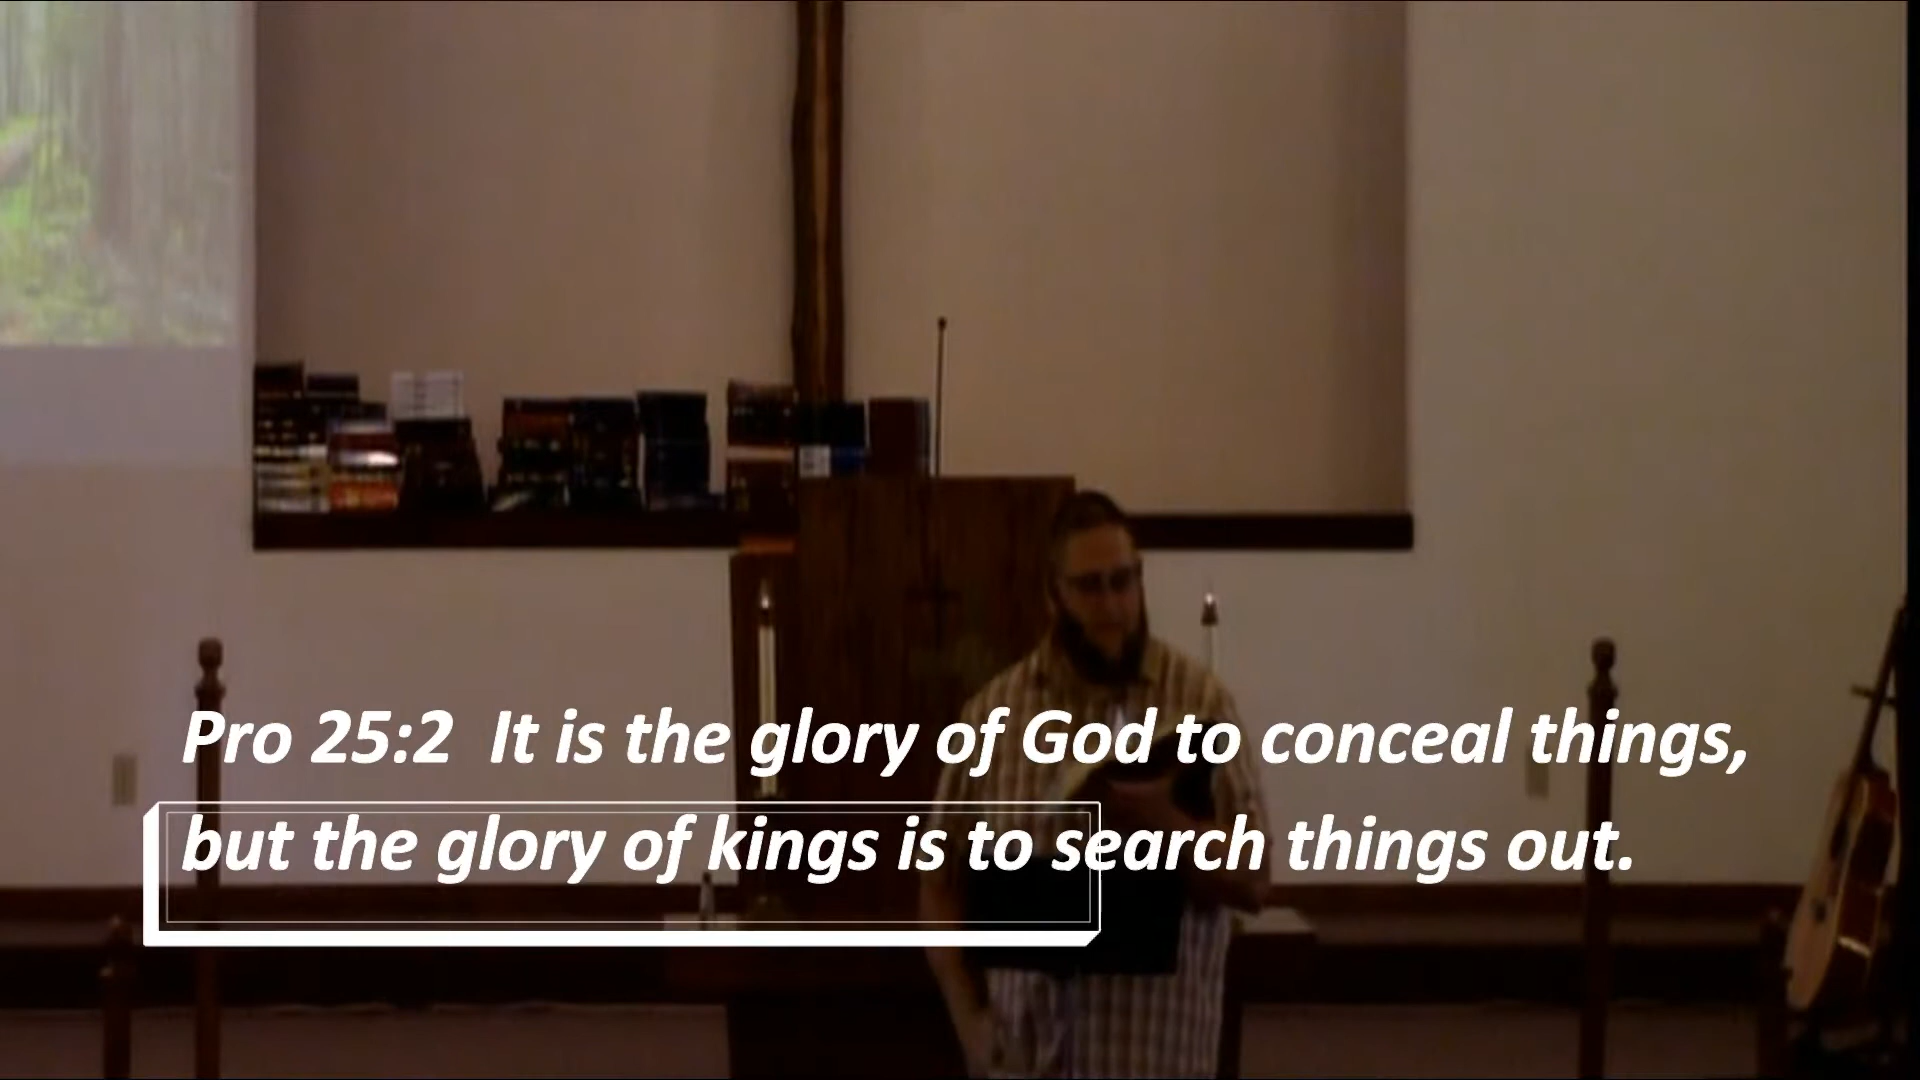 Pro 25:2  It is the glory of God to conceal things,
but the glory of kings is to search things out.